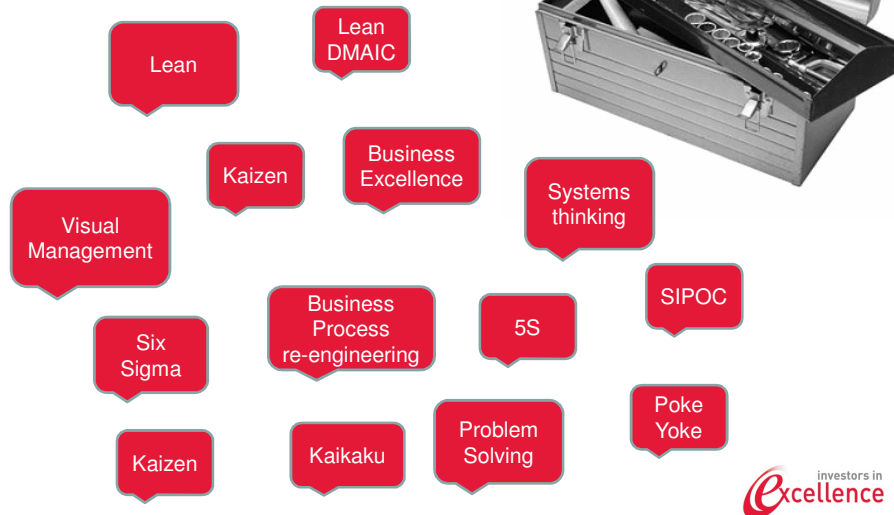 Lean
Lean
DMAIC
Kaizen
Business
Excellence
Systems
thinking
Visual
Management
SIPOC
Business
Process
re-engineering
5S
Six
Sigma
Poke
Yoke
Problem
Solving
Kaizen
Kaikaku
investors in
excellence